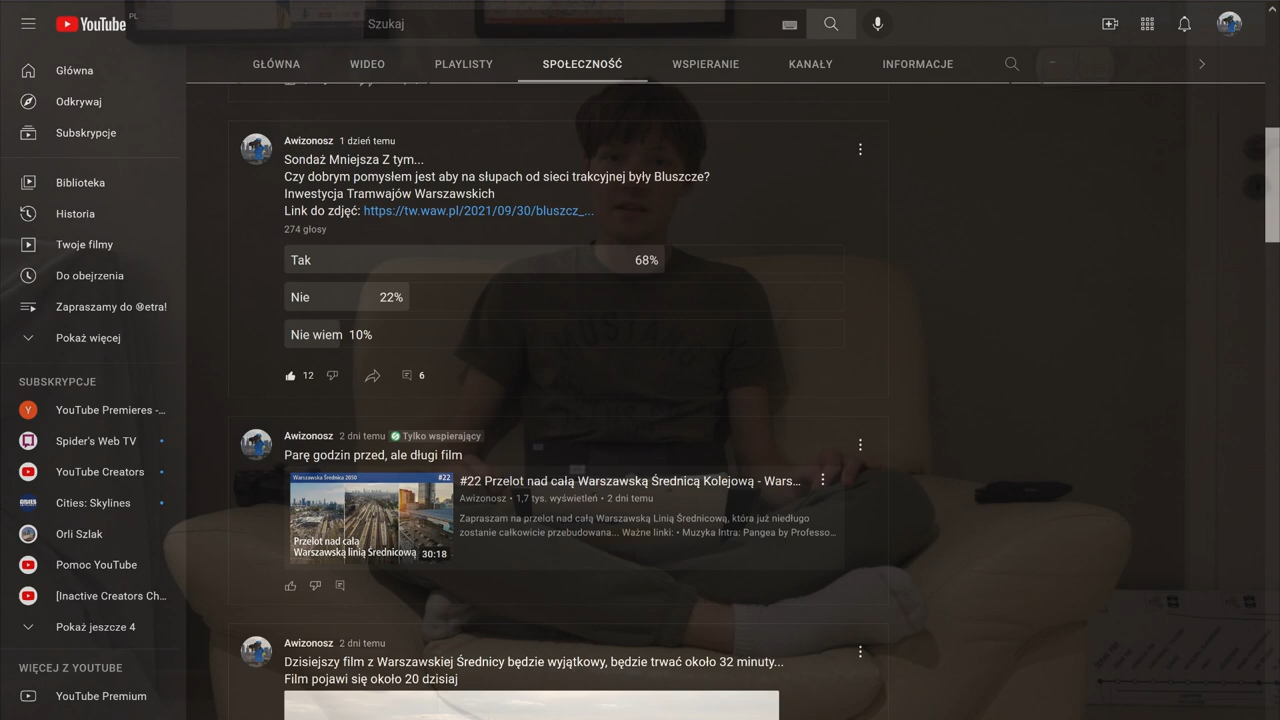 YouTube PL
Szukaj
GŁÓWNA WIDEO PLAYLISTY SPOŁECZNOŚĆ WSPIERANIE KANAŁY INFORMACJE
Główna
Odkrywaj
Subskrypcje
Biblioteka
Historia
Twoje filmy
Do obejrzenia
Zapraszamy do Ⓜetra!
Pokaż więcej
SUBSKRYPCJE
YouTube Premieres -...
Spider's Web TV
YouTube Creators
Cities: Skylines
Orli Szlak
Pomoc YouTube
[Inactive Creators Ch...
Pokaż jeszcze 4
WIĘCEJ Z YOUTUBE
YouTube Premium
Awizonosz 1 dzień temu
Sondaż Mniejsza Z tym...
Czy dobrym pomysłem jest aby na słupach od sieci trakcyjnej były Bluszcze?
Inwestycja Tramwajów Warszawskich
Link do zdjęć: https://tw.waw.pl/2021/09/30/bluszcz_...
274 głosy
Tak 68%
Nie 22%
Nie wiem 10%
12 6
Awizonosz 2 dni temu Tylko wspierający
Parę godzin przed, ale długi film
Warszawska Średnica 2050 #22
Przelot nad całą
Warszawską linią Średnicową 30:18
#22 Przelot nad całą Warszawską Średnicą Kolejową - Wars...
Awizonosz • 1,7 tys. wyświetleń • 2 dni temu
Zapraszam na przelot nad całą Warszawską Linią Średnicową, która już niedługo
zostanie całkowicie przebudowana... Ważne linki: • Muzyka Intra: Pangea by Professo...
Awizonosz 2 dni temu
Dzisiejszy film z Warszawskiej Średnicy będzie wyjątkowy, będzie trwać około 32 minuty...
Film pojawi się około 20 dzisiaj
MUSTANG